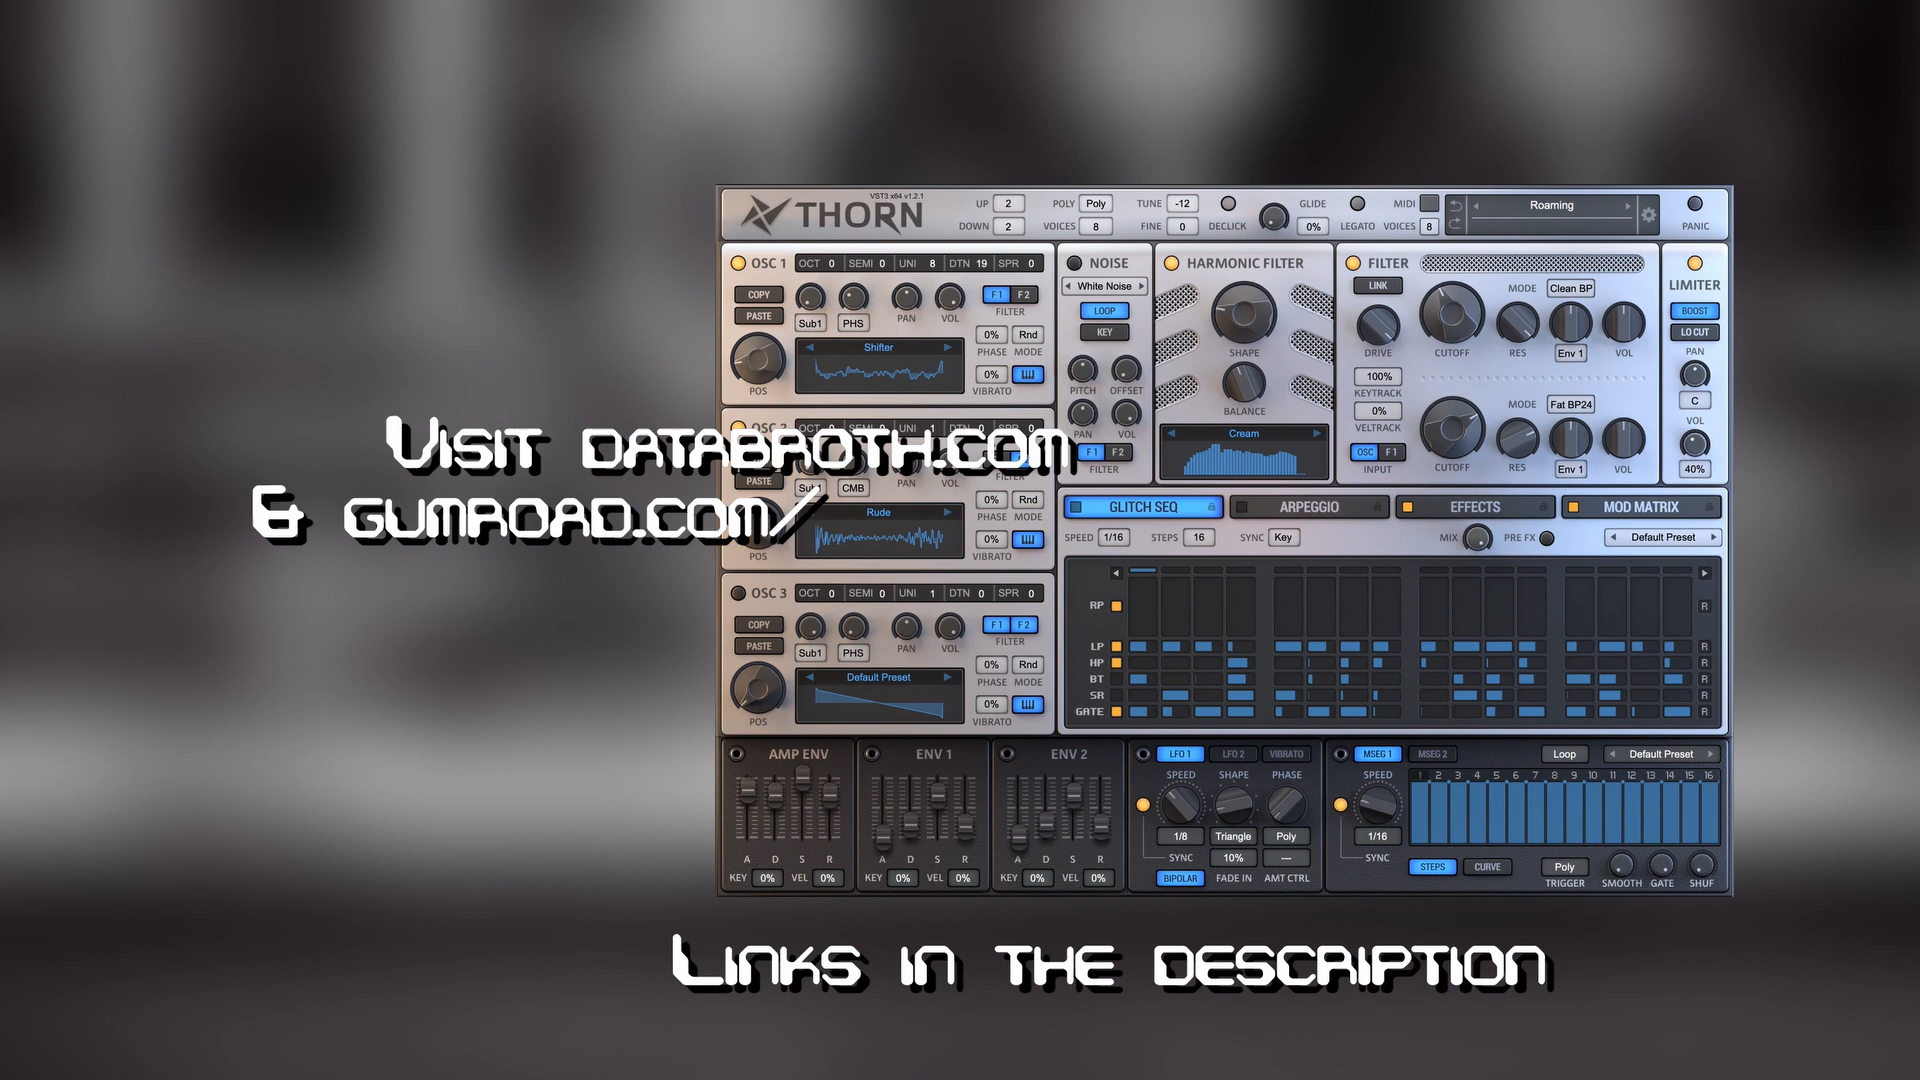 VST3 x64 v1.2.1
THORN
UP 2 POLY Poly TUNE -12 GLIDE MIDI Roaming
DOWN 2 VOICES 8 FINE 0 DECLICK 0% LEGATO VOICES 8 PANIC
OSC 1 OCT 0 SEMI 0 UNI 8 DTN 19 SPR 0
COPY F1 F2
PASTE Sub1 PHS PAN VOL FILTER
0% Rnd
Shifter PHASE MODE
0%
POS VIBRATO
NOISE
White Noise
LOOP
KEY
PITCH OFFSET
PAN VOL
F1 F2
FILTER
HARMONIC FILTER
SHAPE
BALANCE
Cream
FILTER
LINK MODE Clean BP
DRIVE CUTOFF RES Env 1 VOL
100%
KEYTRACK
0% MODE Fat BP24
VELTRACK
OSC F1
INPUT CUTOFF RES Env 1 VOL
LIMITER
BOOST
LO CUT
PAN
C
VOL
40%
Visit databroth.com
& gumroad.com/
UNI 1 DTN 0 SPR 0
PASTE CMB PAN VOL FILTER
0% Rnd
Rude PHASE MODE
0%
POS VIBRATO
OSC 3 OCT 0 SEMI 0 UNI 1 DTN 0 SPR 0
COPY F1 F2
PASTE Sub1 PHS PAN VOL FILTER
0% Rnd
Default Preset PHASE MODE
0%
POS VIBRATO
GLITCH SEQ ARPEGGIO EFFECTS MOD MATRIX
SPEED 1/16 STEPS 16 SYNC Key MIX PRE FX Default Preset
RP R
LP R
HP R
BT R
SR R
GATE R
AMP ENV
A D S R
KEY 0% VEL 0%
ENV 1
A D S R
KEY 0% VEL 0%
ENV 2
A D S R
KEY 0% VEL 0%
LFO 1 LFO 2 VIBRATO
SPEED SHAPE PHASE
1/8 Triangle Poly
SYNC 10% ---
BIPOLAR FADE IN AMT CTRL
MSEG 1 MSEG 2 Loop Default Preset
SPEED 1 2 3 4 5 6 7 8 9 10 11 12 13 14 15 16
1/16
SYNC STEPS CURVE Poly
TRIGGER SMOOTH GATE SHUF
Links in the description